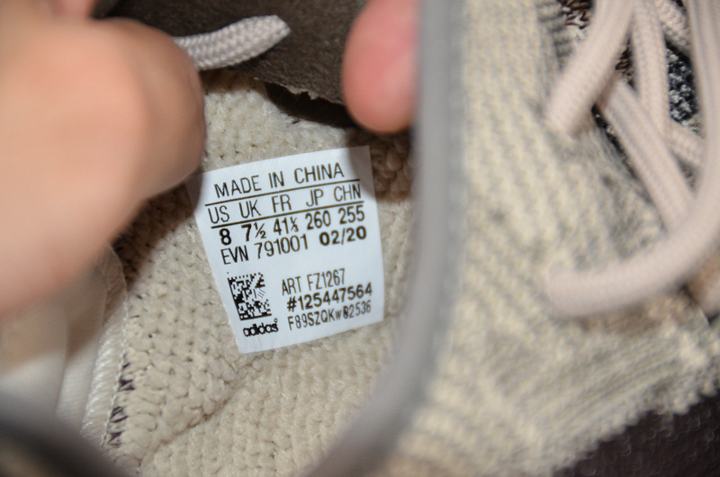 MADE IN CHINA
US UK FR JP CHN
8 7½ 41⅓ 260 255
EVN 791001 02/20
ART FZ1267
#125447564
adidas F89SZQKw02536